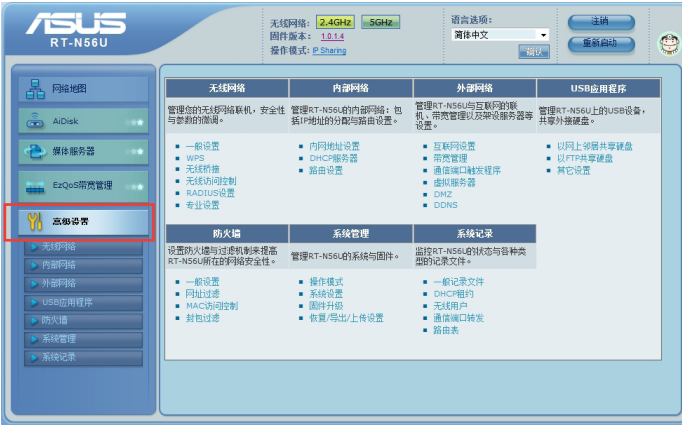 ASUS
RT-N56U
无线网络: 2.4GHz 5GHz
固件版本: 1.0.1.4
操作模式: IP Sharing
语言选项:
简体中文
确认
注销
重新启动
网络地图
AiDisk
媒体服务器
EzQoS带宽管理
高级设置
无线网络
内部网络
外部网络
USB应用程序
防火墙
系统管理
系统记录
无线网络
管理您的无线网络联机，安全性
与参数的微调。
一般设置
WPS
无线桥接
无线访问控制
RADIUS设置
专业设置
内部网络
管理RT-N56U的内部网络：包
括IP地址的分配与路由设置。
内网地址设置
DHCP服务器
路由设置
外部网络
管理RT-N56U与互联网的联
机、带宽管理以及架设服务器等
设置。
互联网设置
带宽管理
通信端口触发程序
虚拟服务器
DMZ
DDNS
USB应用程序
管理RT-N56U上的USB设备，
共享外接硬盘。
以网上邻居共享硬盘
以FTP共享硬盘
其它设置
防火墙
设置防火墙与过滤机制来提高
RT-N56U所在的网络安全性。
一般设置
网址过滤
MAC访问控制
封包过滤
系统管理
管理RT-N56U的系统与固件。
操作模式
系统设置
固件升级
恢复/导出/上传设置
系统记录
监控RT-N56U的状态与各种类
型的记录文件。
一般记录文件
DHCP租约
无线用户
通信端口转发
路由表